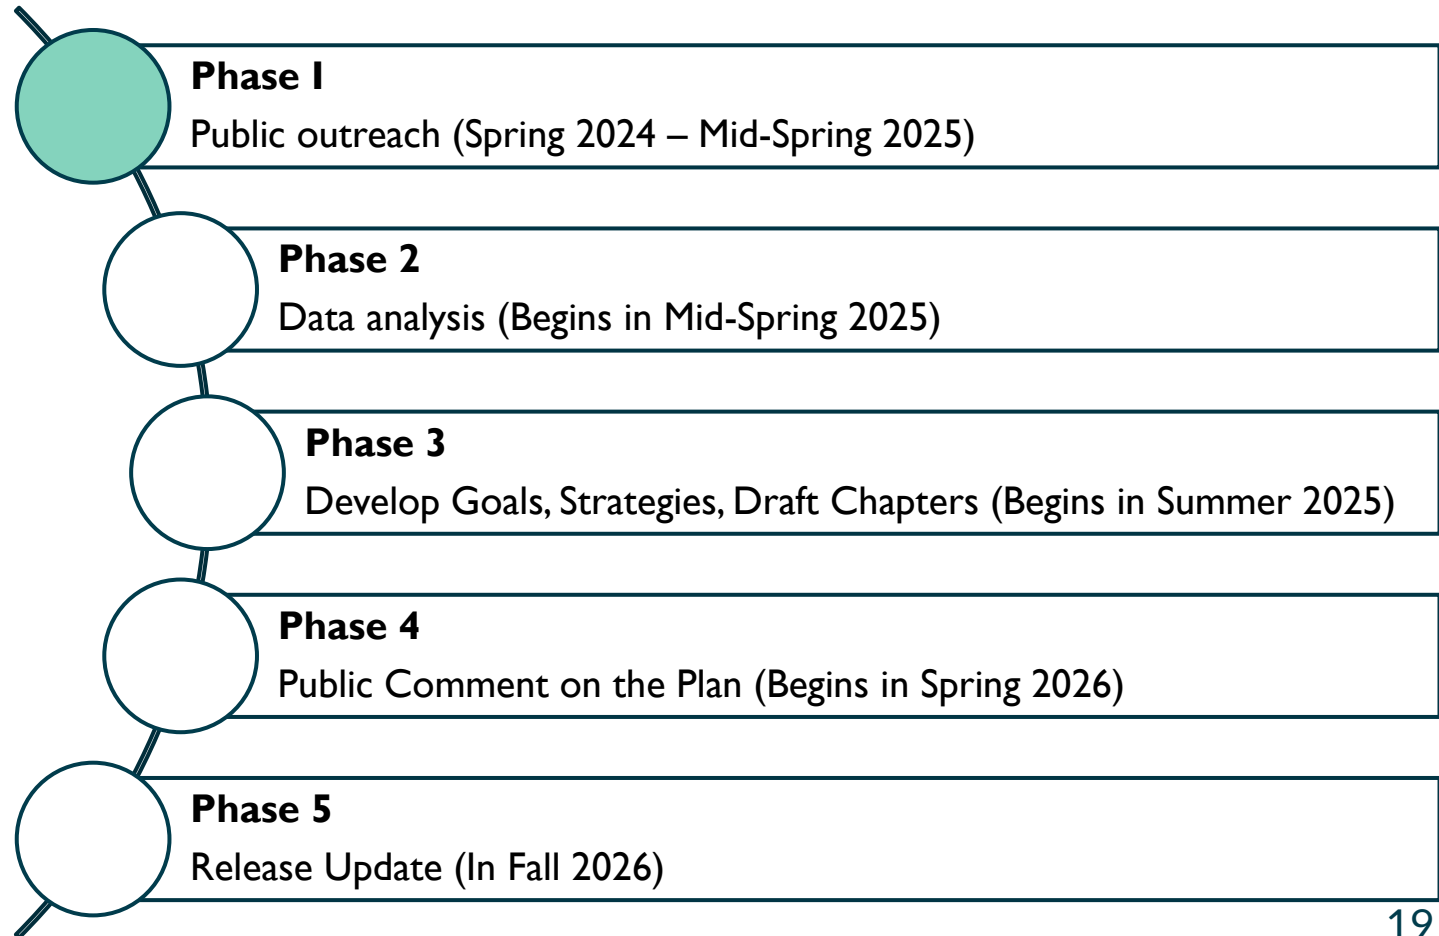 Phase 1
Public outreach (Spring 2024 – Mid-Spring 2025)
Phase 2
Data analysis (Begins in Mid-Spring 2025)
Phase 3
Develop Goals, Strategies, Draft Chapters (Begins in Summer 2025)
Phase 4
Public Comment on the Plan (Begins in Spring 2026)
Phase 5
Release Update (In Fall 2026)
19